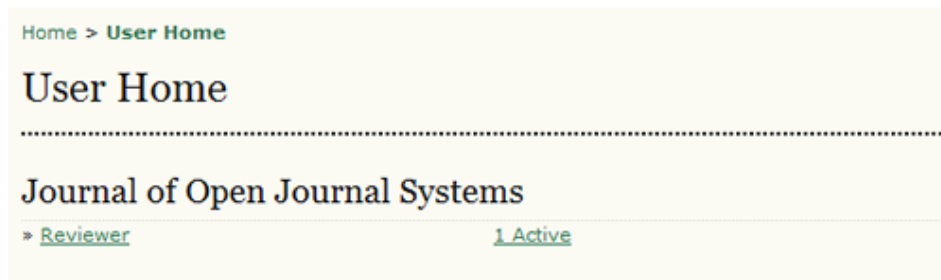 Home > User Home
User Home
Journal of Open Journal Systems
» Reviewer 1 Active